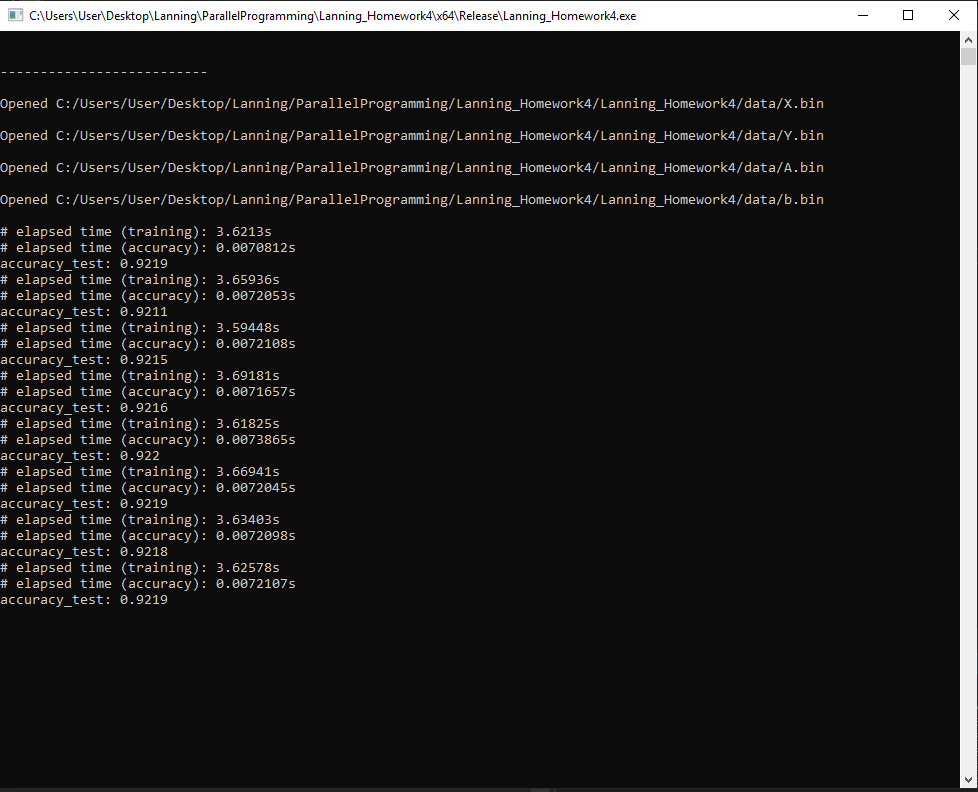 C:\Users\User\Desktop\Lanning\ParallelProgramming\Lanning_Homework4\x64\Release\Lanning_Homework4.exe
--------------------------
Opened C:/Users/User/Desktop/Lanning/ParallelProgramming/Lanning_Homework4/Lanning_Homework4/data/X.bin
Opened C:/Users/User/Desktop/Lanning/ParallelProgramming/Lanning_Homework4/Lanning_Homework4/data/Y.bin
Opened C:/Users/User/Desktop/Lanning/ParallelProgramming/Lanning_Homework4/Lanning_Homework4/data/A.bin
Opened C:/Users/User/Desktop/Lanning/ParallelProgramming/Lanning_Homework4/Lanning_Homework4/data/b.bin
# elapsed time (training): 3.6213s
# elapsed time (accuracy): 0.0070812s
accuracy_test: 0.9219
# elapsed time (training): 3.65936s
# elapsed time (accuracy): 0.0072053s
accuracy_test: 0.9211
# elapsed time (training): 3.59448s
# elapsed time (accuracy): 0.0072108s
accuracy_test: 0.9215
# elapsed time (training): 3.69181s
# elapsed time (accuracy): 0.0071657s
accuracy_test: 0.9216
# elapsed time (training): 3.61825s
# elapsed time (accuracy): 0.0073865s
accuracy_test: 0.922
# elapsed time (training): 3.66941s
# elapsed time (accuracy): 0.0072045s
accuracy_test: 0.9219
# elapsed time (training): 3.63403s
# elapsed time (accuracy): 0.0072098s
accuracy_test: 0.9218
# elapsed time (training): 3.62578s
# elapsed time (accuracy): 0.0072107s
accuracy_test: 0.9219